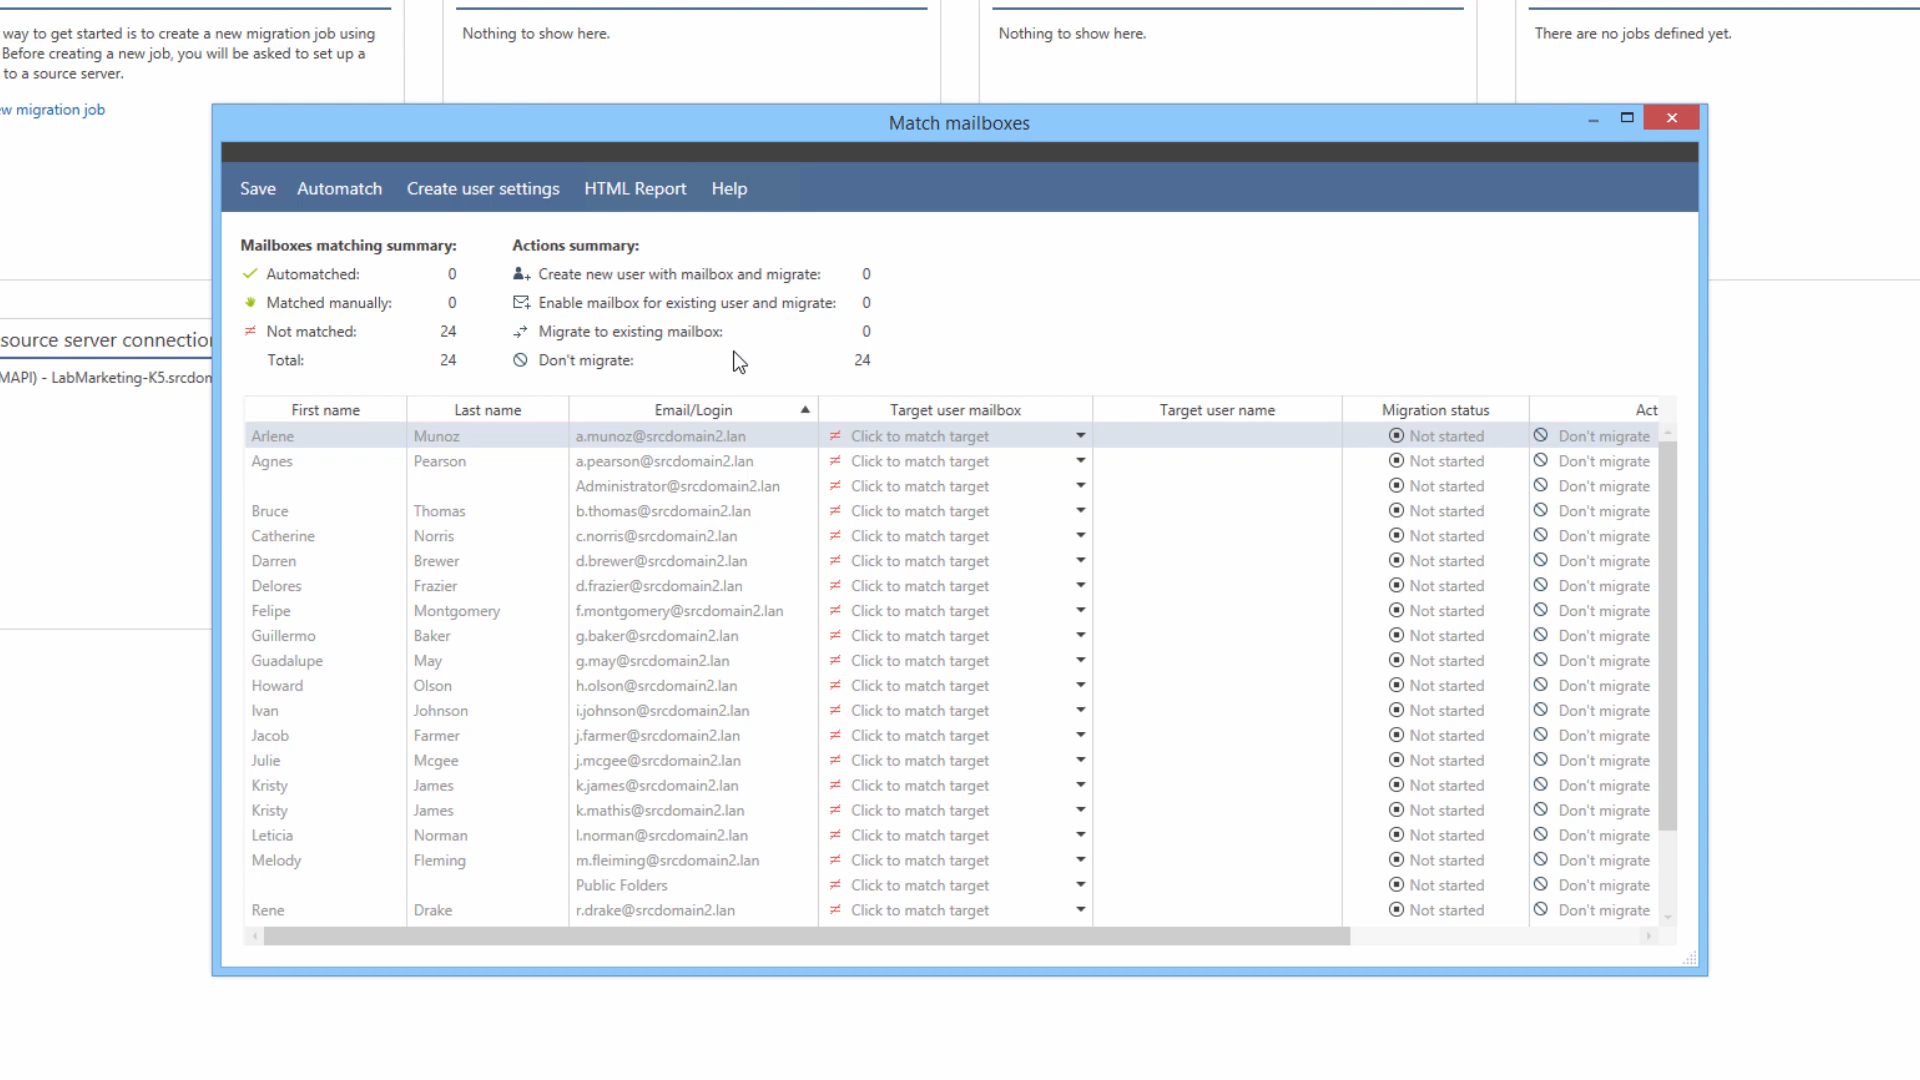 way to get started is to create a new migration job using
Before creating a new job, you will be asked to set up a
to a source server.
w migration job
Nothing to show here.
Nothing to show here.
There are no jobs defined yet.
source server connection
MAPI) - LabMarketing-K5.srcdom
Match mailboxes
Save Automatch Create user settings HTML Report Help
Mailboxes matching summary: Actions summary:
Automatched: 0 Create new user with mailbox and migrate: 0
Matched manually: 0 Enable mailbox for existing user and migrate: 0
Not matched: 24 Migrate to existing mailbox: 0
Total: 24 Don't migrate: 24
First name Last name Email/Login Target user mailbox Target user name Migration status Act
Arlene Munoz a.munoz@srcdomain2.lan Click to match target Not started Don't migrate
Agnes Pearson a.pearson@srcdomain2.lan Click to match target Not started Don't migrate
Administrator@srcdomain2.lan Click to match target Not started Don't migrate
Bruce Thomas b.thomas@srcdomain2.lan Click to match target Not started Don't migrate
Catherine Norris c.norris@srcdomain2.lan Click to match target Not started Don't migrate
Darren Brewer d.brewer@srcdomain2.lan Click to match target Not started Don't migrate
Delores Frazier d.frazier@srcdomain2.lan Click to match target Not started Don't migrate
Felipe Montgomery f.montgomery@srcdomain2.lan Click to match target Not started Don't migrate
Guillermo Baker g.baker@srcdomain2.lan Click to match target Not started Don't migrate
Guadalupe May g.may@srcdomain2.lan Click to match target Not started Don't migrate
Howard Olson h.olson@srcdomain2.lan Click to match target Not started Don't migrate
Ivan Johnson i.johnson@srcdomain2.lan Click to match target Not started Don't migrate
Jacob Farmer j.farmer@srcdomain2.lan Click to match target Not started Don't migrate
Julie Mcgee j.mcgee@srcdomain2.lan Click to match target Not started Don't migrate
Kristy James k.james@srcdomain2.lan Click to match target Not started Don't migrate
Kristy James k.mathis@srcdomain2.lan Click to match target Not started Don't migrate
Leticia Norman l.norman@srcdomain2.lan Click to match target Not started Don't migrate
Melody Fleming m.fleiming@srcdomain2.lan Click to match target Not started Don't migrate
Public Folders Click to match target Not started Don't migrate
Rene Drake r.drake@srcdomain2.lan Click to match target Not started Don't migrate